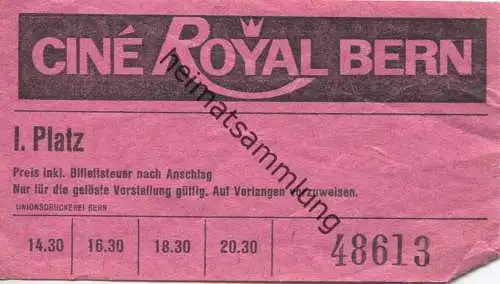 CINÉ ROYAL BERN
I. Platz
Preis inkl. Billettsteuer nach Anschlag
Nur für die gelöste Vorstellung gültig. Auf Verlangen vorzuweisen.
UNIONSDRUCKEREI BERN
14.30 16.30 18.30 20.30 48613
heimatsammlung